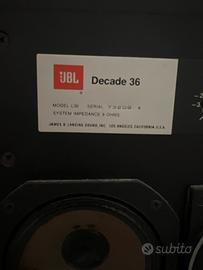 JBL Decade 36
MODEL L36 SERIAL A
SYSTEM IMPEDANCE 8 OHMS
JAMES B. LANSING SOUND, INC. LOS ANGELES, CALIFORNIA, U.S.A.
subito